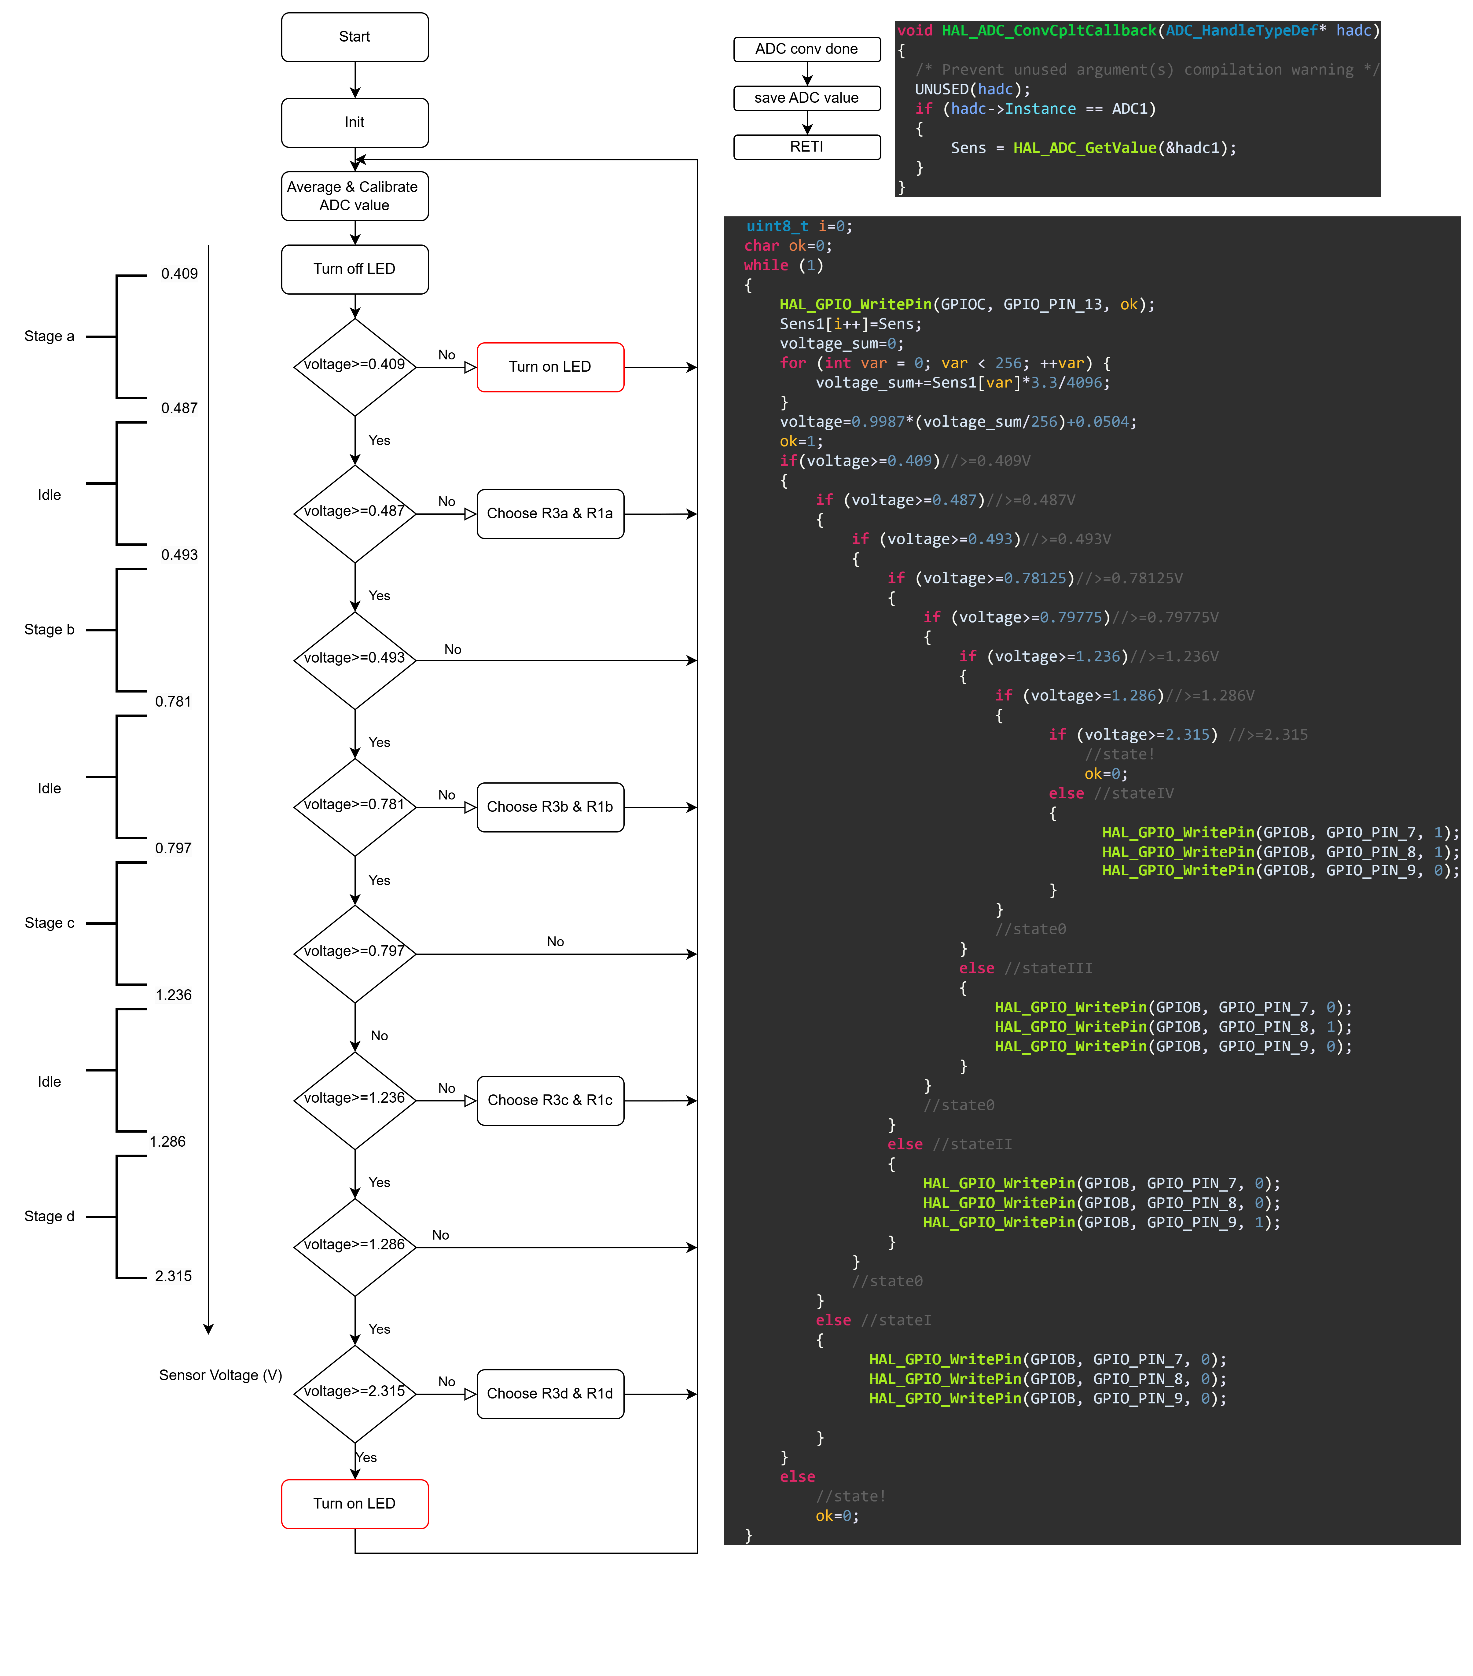 Start
Init
Average & Calibrate
ADC value
Turn off LED
voltage>=0.409
No
Turn on LED
Yes
voltage>=0.487
No
Choose R3a & R1a
Yes
voltage>=0.493
No
Yes
voltage>=0.781
No
Choose R3b & R1b
Yes
voltage>=0.797
No
No
voltage>=1.236
No
Choose R3c & R1c
Yes
voltage>=1.286
No
Yes
voltage>=2.315
No
Choose R3d & R1d
Yes
Turn on LED
0.409
Stage a
0.487
Idle
0.493
Stage b
0.781
Idle
0.797
Stage c
1.236
Idle
1.286
Stage d
2.315
Sensor Voltage (V)
ADC conv done
save ADC value
RETI
void HAL_ADC_ConvCpltCallback(ADC_HandleTypeDef* hadc)
{
/* Prevent unused argument(s) compilation warning */
UNUSED(hadc);
if (hadc->Instance == ADC1)
{
Sens = HAL_ADC_GetValue(&hadc1);
}
}
uint8_t i=0;
char ok=0;
while (1)
{
HAL_GPIO_WritePin(GPIOC, GPIO_PIN_13, ok);
Sens1[i++]=Sens;
voltage_sum=0;
for (int var = 0; var < 256; ++var) {
voltage_sum+=Sens1[var]*3.3/4096;
}
voltage=0.9987*(voltage_sum/256)+0.0504;
ok=1;
if(voltage>=0.409)//>=0.409V
{
if (voltage>=0.487)//>=0.487V
{
if (voltage>=0.493)//>=0.493V
{
if (voltage>=0.78125)//>=0.78125V
{
if (voltage>=0.79775)//>=0.79775V
{
if (voltage>=1.236)//>=1.236V
{
if (voltage>=1.286)//>=1.286V
{
if (voltage>=2.315) //>=2.315
//state!
ok=0;
else //stateIV
{
HAL_GPIO_WritePin(GPIOB, GPIO_PIN_7, 1);
HAL_GPIO_WritePin(GPIOB, GPIO_PIN_8, 1);
HAL_GPIO_WritePin(GPIOB, GPIO_PIN_9, 0);
}
}
//state0
}
else //stateIII
{
HAL_GPIO_WritePin(GPIOB, GPIO_PIN_7, 0);
HAL_GPIO_WritePin(GPIOB, GPIO_PIN_8, 1);
HAL_GPIO_WritePin(GPIOB, GPIO_PIN_9, 0);
}
}
//state0
}
else //stateII
{
HAL_GPIO_WritePin(GPIOB, GPIO_PIN_7, 0);
HAL_GPIO_WritePin(GPIOB, GPIO_PIN_8, 0);
HAL_GPIO_WritePin(GPIOB, GPIO_PIN_9, 1);
}
}
//state0
}
else //stateI
{
HAL_GPIO_WritePin(GPIOB, GPIO_PIN_7, 0);
HAL_GPIO_WritePin(GPIOB, GPIO_PIN_8, 0);
HAL_GPIO_WritePin(GPIOB, GPIO_PIN_9, 0);
}
}
else
//state!
ok=0;
}